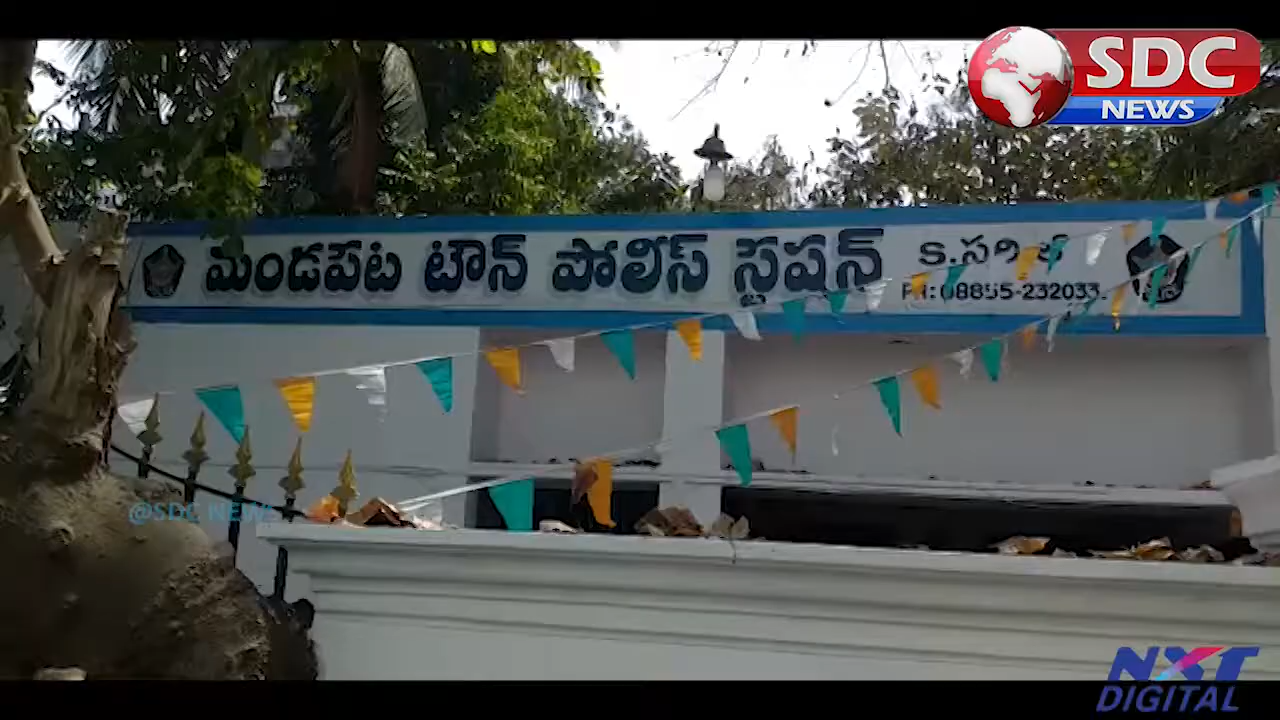 SDC
NEWS
మండపేట టౌన్ పోలీస్ స్టేషన్
PH: 08855-232033
@SDC NEWS
NXT
DIGITAL